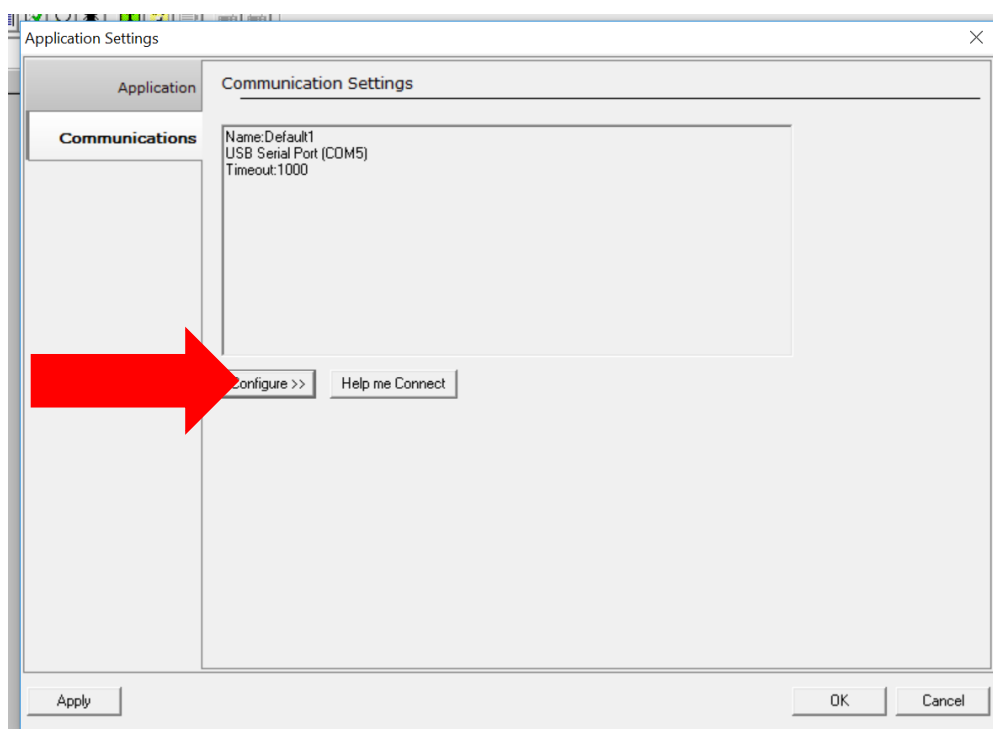 Application Settings
Application
Communications
Communication Settings
Name:Default1
USB Serial Port (COM5)
Timeout:1000
Configure >>
Help me Connect
Apply
OK
Cancel